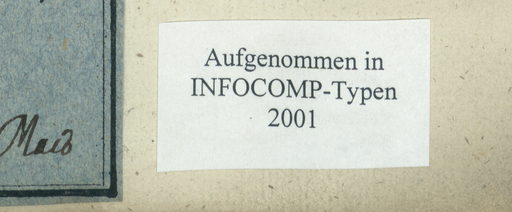 Aufgenommen in
INFOCOMP-Typen
2001